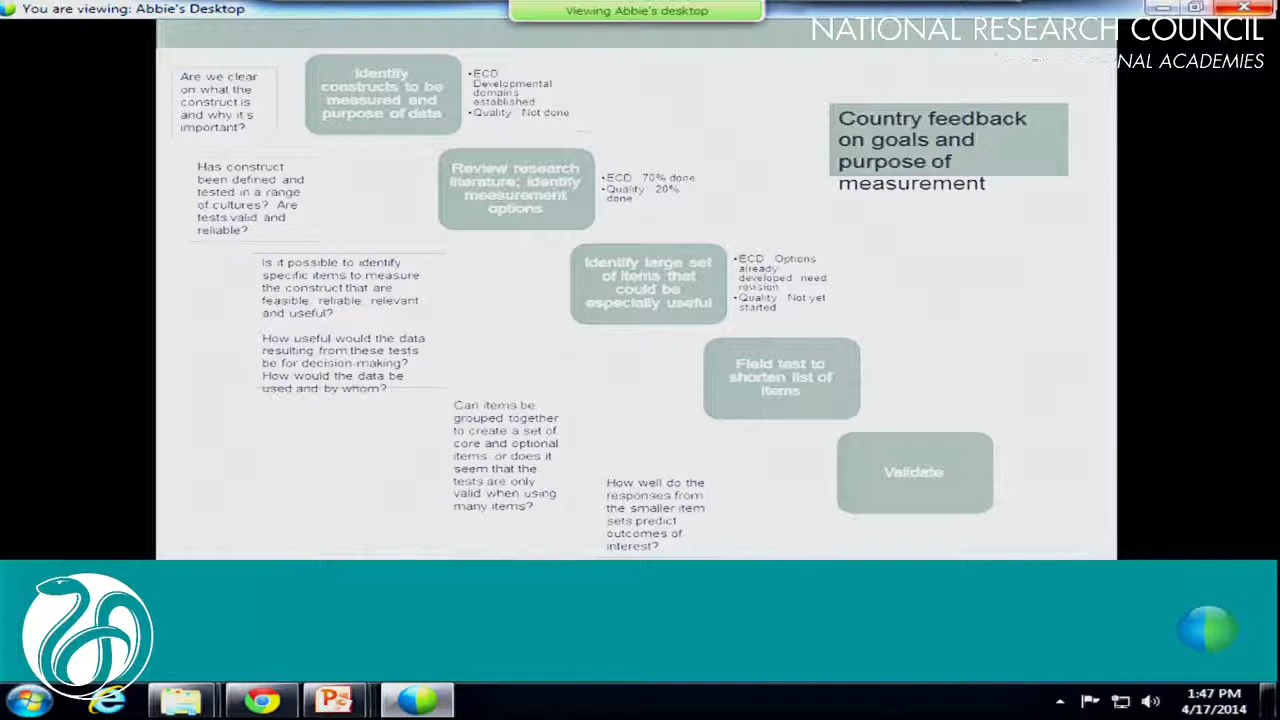 You are viewing: Abbie's Desktop
Viewing Abbie's desktop
NATIONAL RESEARCH COUNCIL
NAL ACADEMIES
Are we clear
on what the
construct is
and why it's
important?
Identify
constructs to be
measured and
purpose of data
•ECD
Developmental
domains
established
•Quality Not done
Country feedback
on goals and
purpose of
measurement
Has construct
been defined and
tested in a range
of cultures? Are
tests valid and
reliable?
Review research
literature; identify
measurement
options
•ECD 70% done
•Quality 20%
done
Is it possible to identify
specific items to measure
the construct that are
feasible reliable relevant
and useful?
How useful would the data
resulting from these tests
be for decision-making?
How would the data be
used and by whom?
Identify large set
of items that
could be
especially useful
•ECD Options
already
developed need
revision
•Quality Not yet
started
Field test to
shorten list of
items
Can items be
grouped together
to create a set of
core and optional
items or does it
seem that the
tests are only
valid when using
many items?
Validate
How well do the
responses from
the smaller item
sets predict
outcomes of
interest?
1:47 PM
4/17/2014